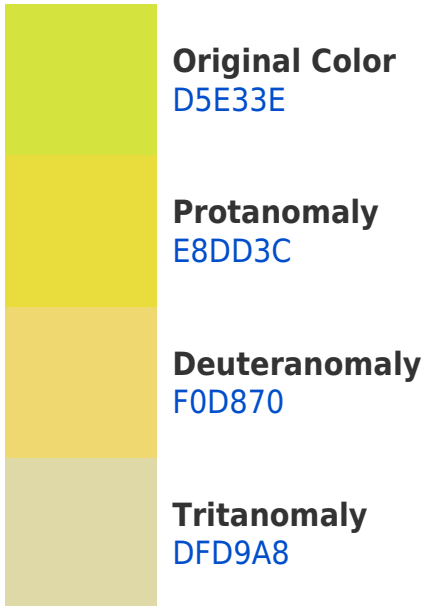 Original Color
D5E33E
Protanomaly
E8DD3C
Deuteranomaly
F0D870
Tritanomaly
DFD9A8